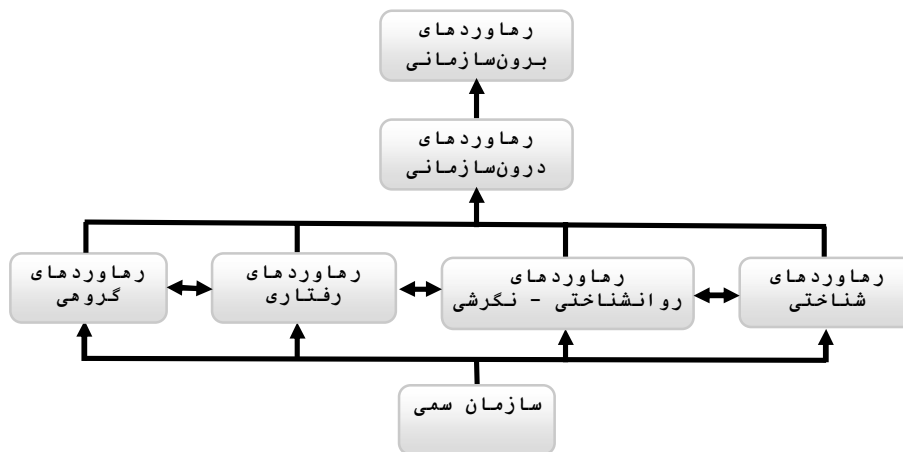 رهاوردهای
برون‌سازمانی
رهاوردهای
درون‌سازمانی
رهاوردهای
شناختی
رهاوردهای
روانشناختی - نگرشی
رهاوردهای
رفتاری
رهاوردهای
گروهی
سازمان سمی